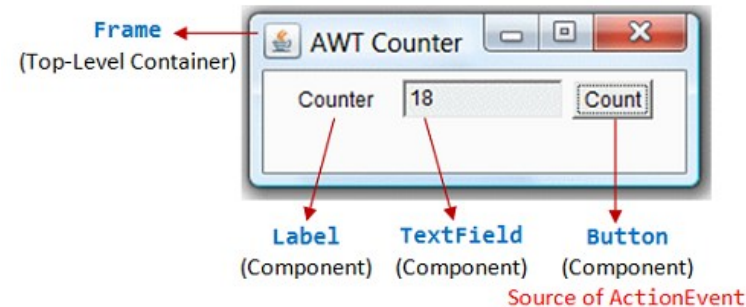 Frame
(Top-Level Container)
AWT Counter
Counter 18 Count
Label TextField Button
(Component) (Component) (Component)
Source of ActionEvent